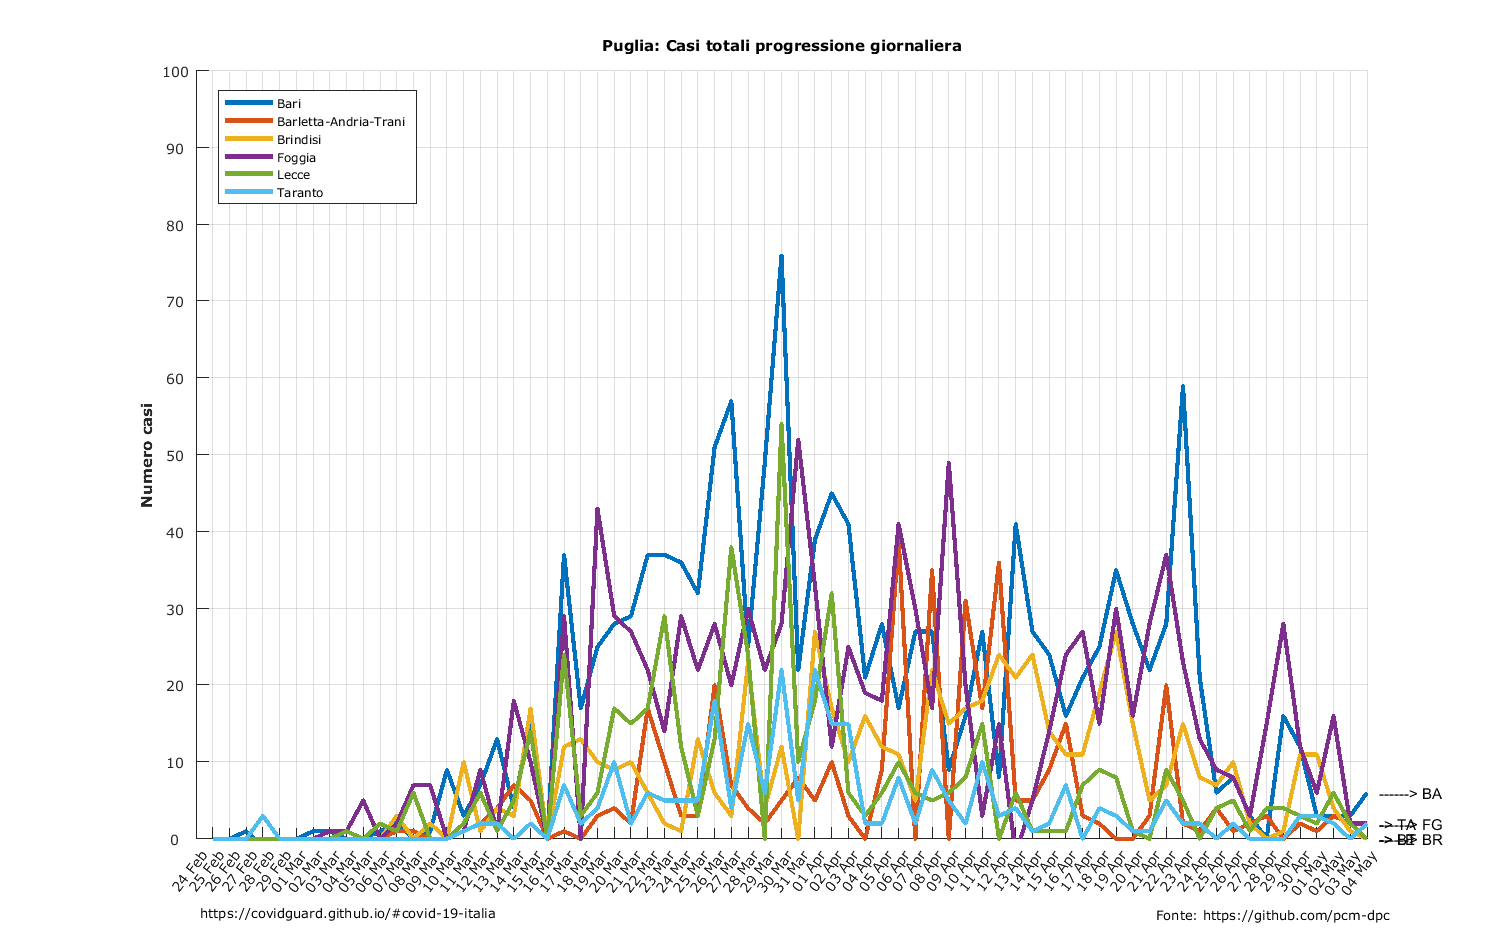 Puglia: Casi totali progressione giornaliera
100
90
80
70
60
50
40
30
20
10
0
Numero casi
Bari
Barletta-Andria-Trani
Brindisi
Foggia
Lecce
Taranto
------> BA
-> TA
FG
BR
24 Feb
25 Feb
26 Feb
27 Feb
28 Feb
29 Feb
01 Mar
02 Mar
03 Mar
04 Mar
05 Mar
06 Mar
07 Mar
08 Mar
09 Mar
10 Mar
11 Mar
12 Mar
13 Mar
14 Mar
15 Mar
16 Mar
17 Mar
18 Mar
19 Mar
20 Mar
21 Mar
22 Mar
23 Mar
24 Mar
25 Mar
26 Mar
27 Mar
28 Mar
29 Mar
30 Mar
31 Mar
01 Apr
02 Apr
03 Apr
04 Apr
05 Apr
06 Apr
07 Apr
08 Apr
09 Apr
10 Apr
11 Apr
12 Apr
13 Apr
14 Apr
15 Apr
16 Apr
17 Apr
18 Apr
19 Apr
20 Apr
21 Apr
22 Apr
23 Apr
24 Apr
25 Apr
26 Apr
27 Apr
28 Apr
29 Apr
30 Apr
01 May
02 May
03 May
04 May
https://covidguard.github.io/#covid-19-italia
Fonte: https://github.com/pcm-dpc